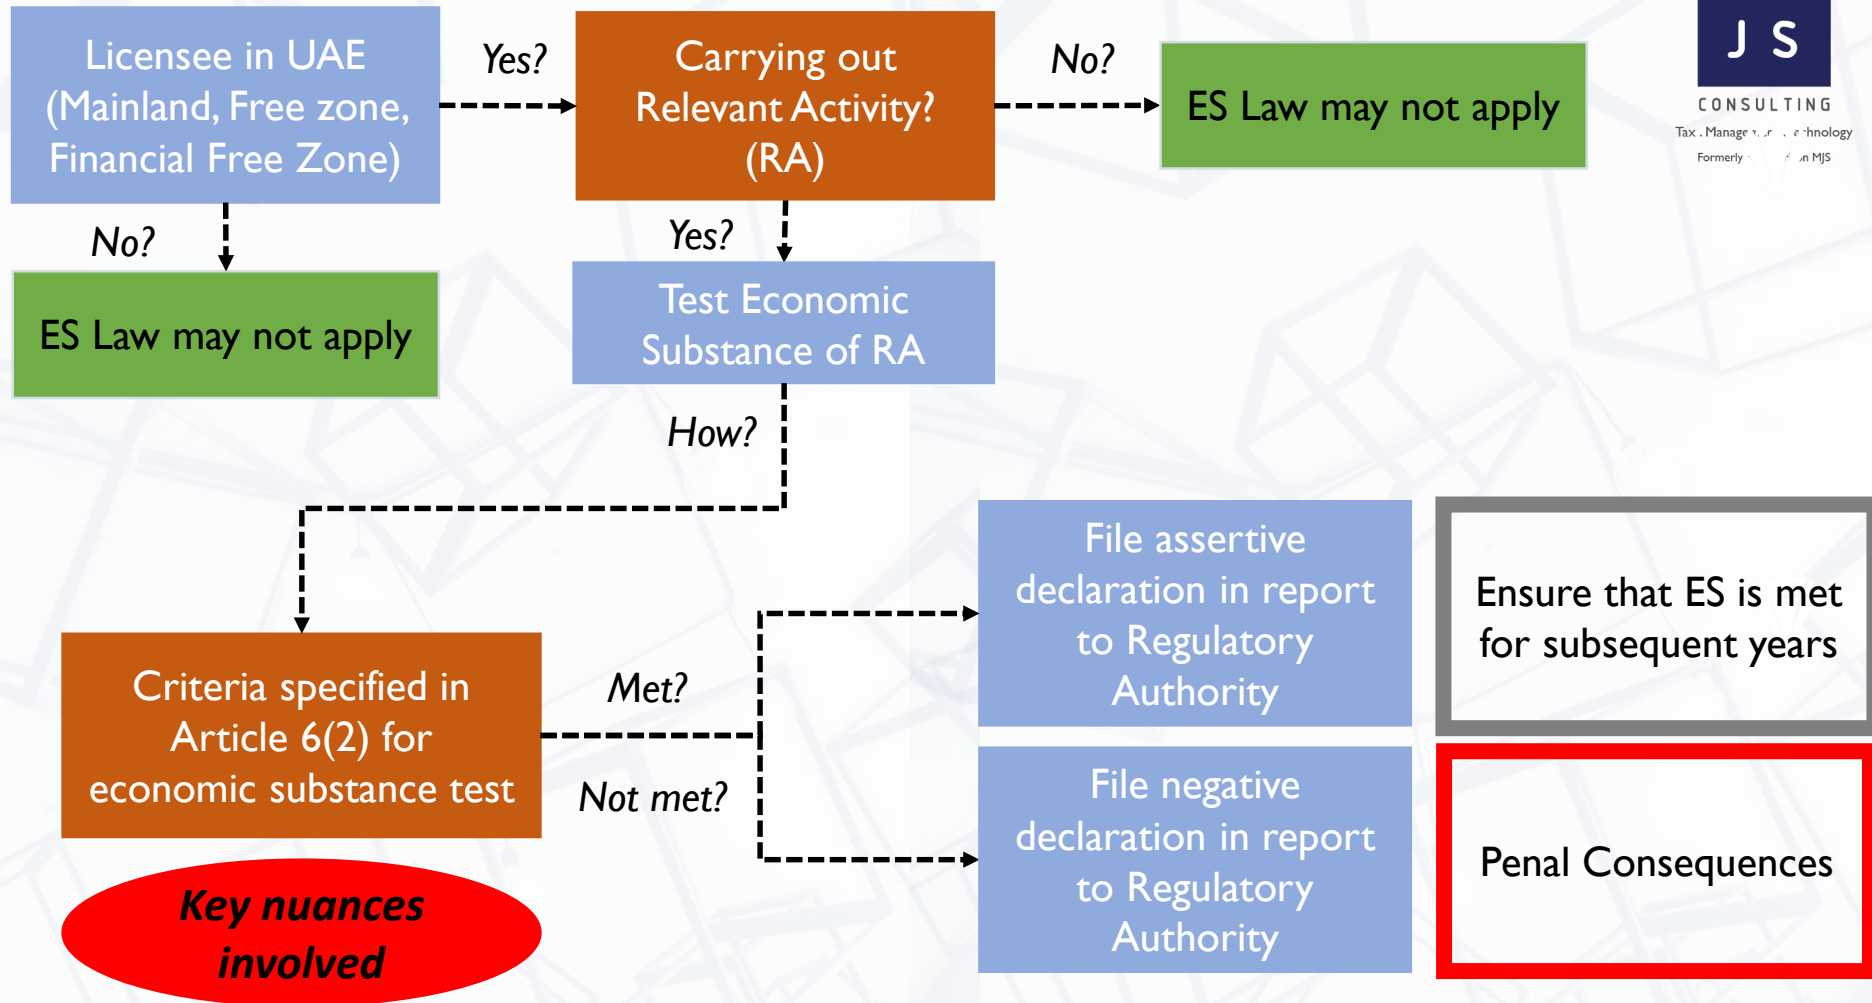 Licensee in UAE
(Mainland, Free zone,
Financial Free Zone)
Yes?
Carrying out
Relevant Activity?
(RA)
No?
ES Law may not apply
J S
CONSULTING
Tax
Formerly
MJS
No?
ES Law may not apply
Yes?
Test Economic
Substance of RA
How?
Criteria specified in
Article 6(2) for
economic substance test
Key nuances
involved
Met?
Not met?
File assertive
declaration in report
to Regulatory
Authority
Ensure that ES is met
for subsequent years
File negative
declaration in report
to Regulatory
Authority
Penal Consequences